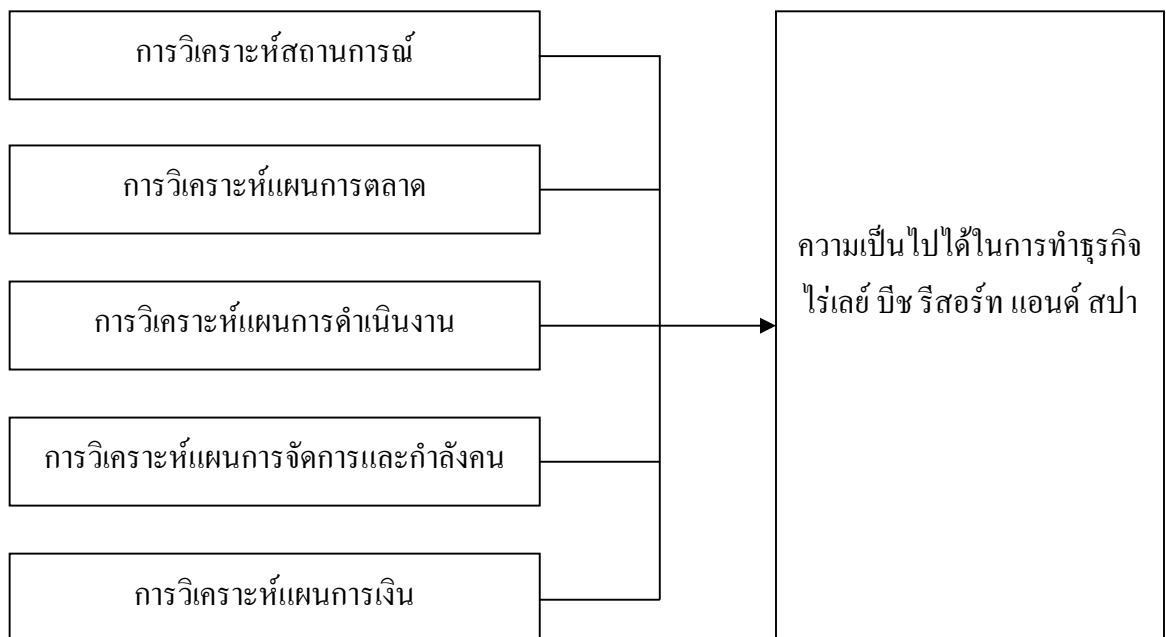 การวิเคราะห์สถานการณ์
การวิเคราะห์แผนการตลาด
การวิเคราะห์แผนการดำเนินงาน
การวิเคราะห์แผนการจัดการและกำลังคน
การวิเคราะห์แผนการเงิน
ความเป็นไปได้ในการทำธุรกิจ
ไร่เลย์ บีช รีสอร์ท แอนด์ สปา